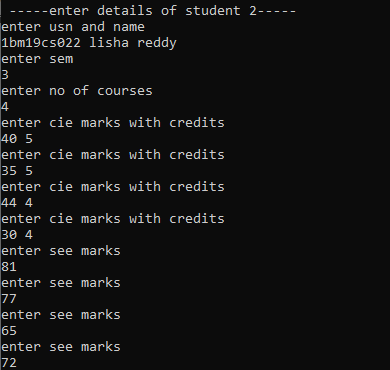 -----enter details of student 2-----
enter usn and name
1bm19cs022 lisha reddy
enter sem
3
enter no of courses
4
enter cie marks with credits
40 5
enter cie marks with credits
35 5
enter cie marks with credits
44 4
enter cie marks with credits
30 4
enter see marks
81
enter see marks
77
enter see marks
65
enter see marks
72